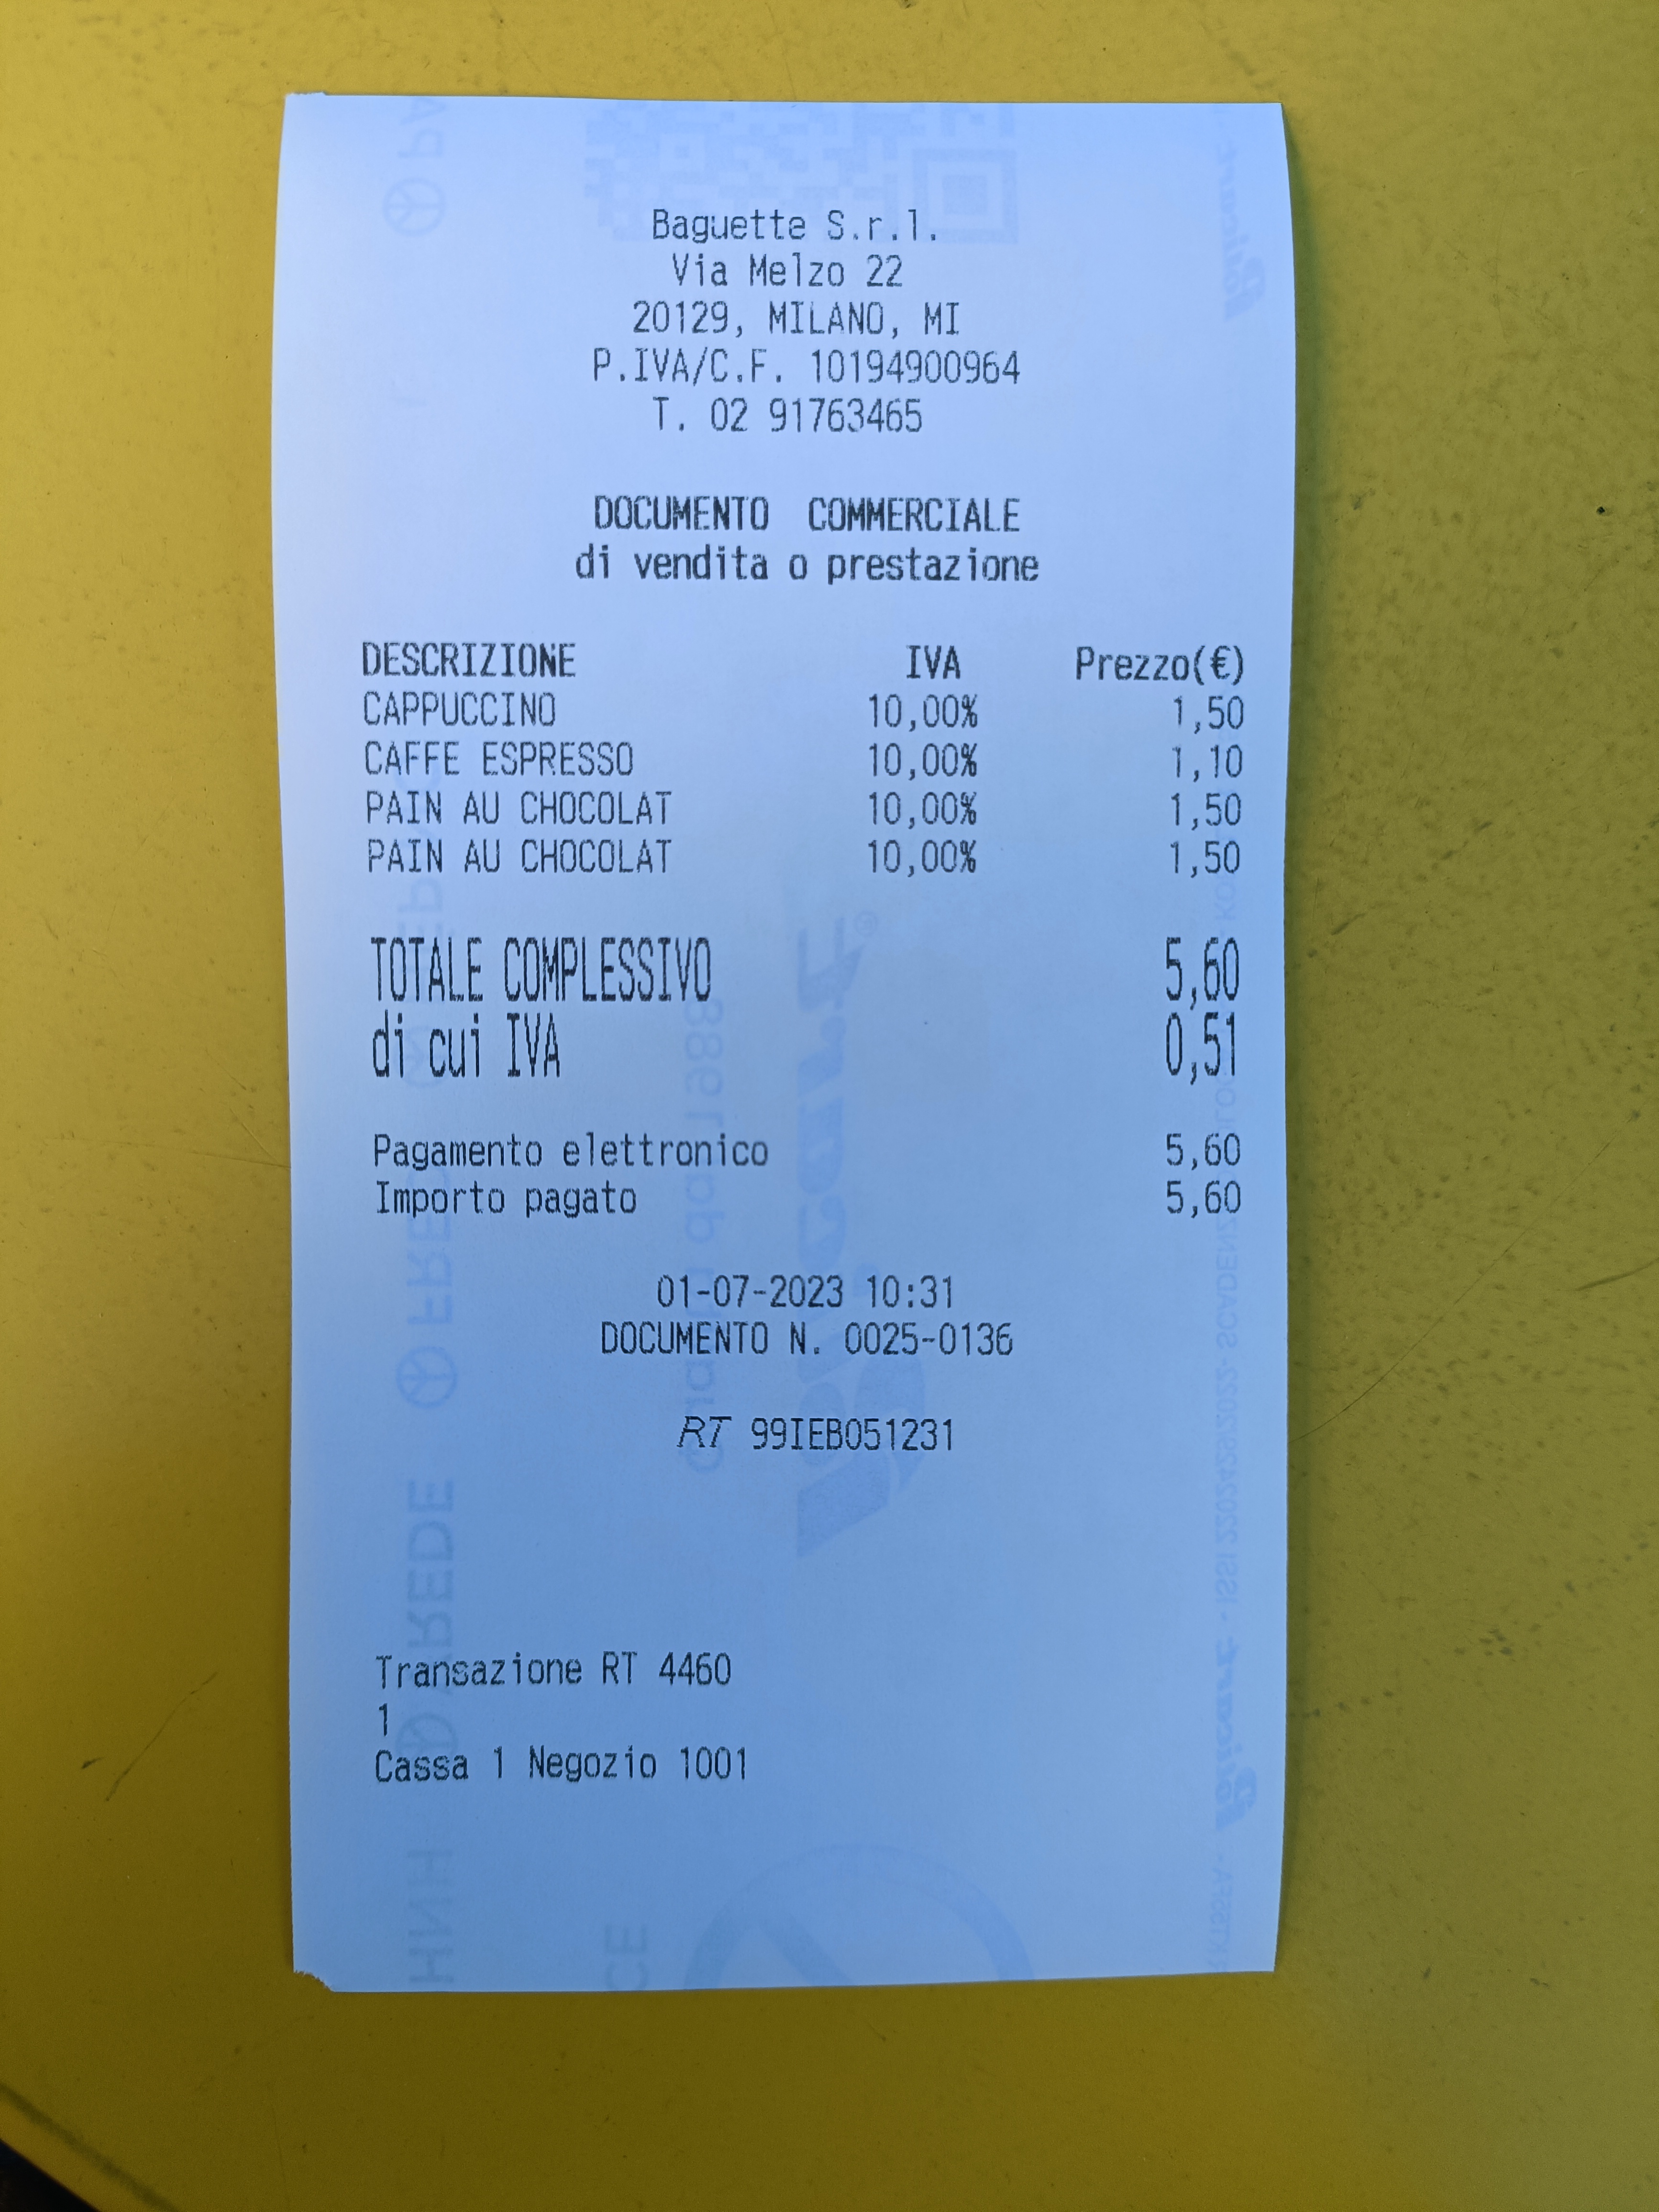 Baguette S.r.l.
Via Melzo 22
20129, MILANO, MI
P.IVA/C.F. 10194900964
T. 02 91763465
DOCUMENTO COMMERCIALE
di vendita o prestazione
DESCRIZIONE IVA Prezzo(€)
CAPPUCCINO 10,00% 1,50
CAFFE ESPRESSO 10,00% 1,10
PAIN AU CHOCOLAT 10,00% 1,50
PAIN AU CHOCOLAT 10,00% 1,50
TOTALE COMPLESSIVO 5,60
di cui IVA 0,51
Pagamento elettronico 5,60
Importo pagato 5,60
01-07-2023 10:31
DOCUMENTO N. 0025-0136
RT 99IEB051231
Transazione RT 4460
1
Cassa 1 Negozio 1001